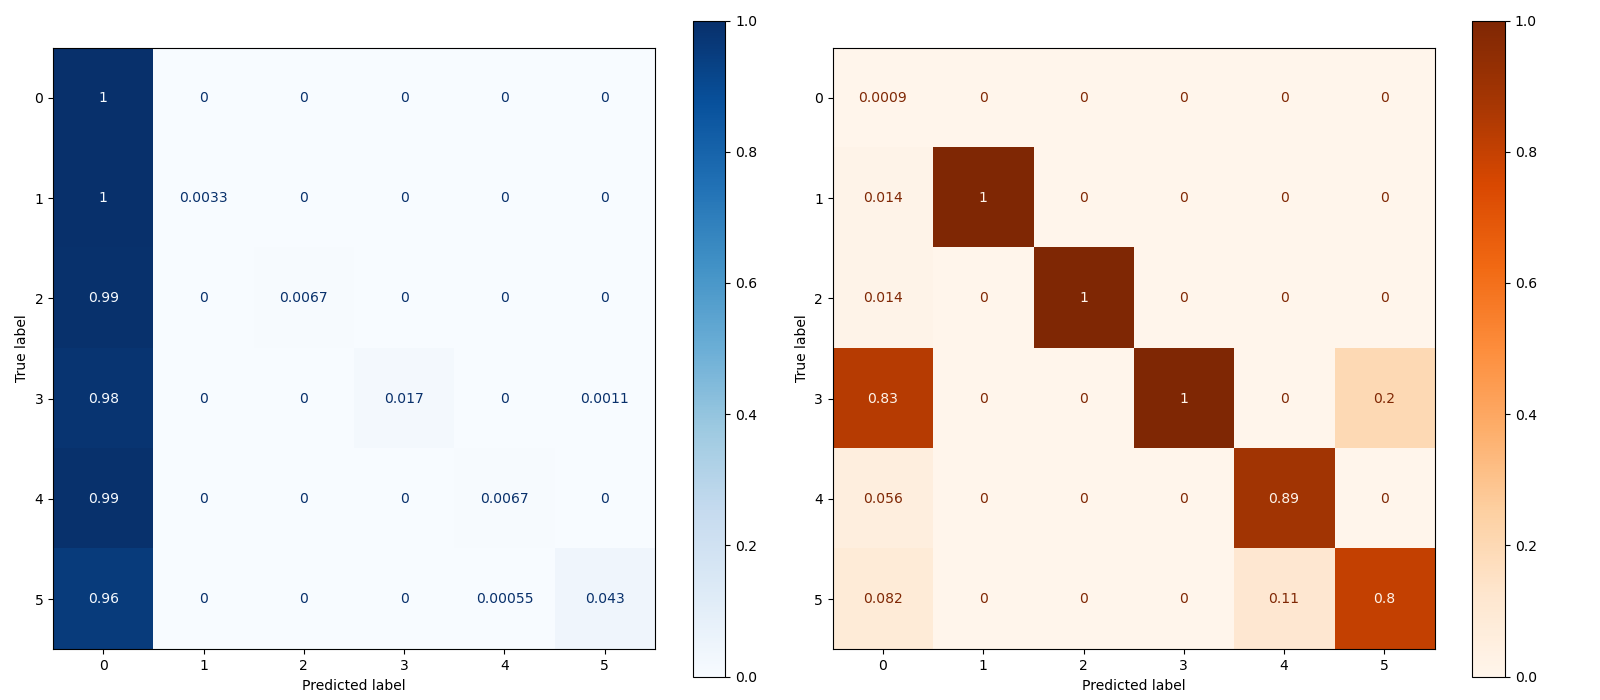 1.0
1.0
0 1 0 0 0 0 0
0 0.0009 0 0 0 0 0
0.8
0.8
1 1 0.0033 0 0 0 0
1 0.014 1 0 0 0 0
0.6
0.6
2 0.99 0 0.0067 0 0 0
2 0.014 0 1 0 0 0
True label
True label
3 0.98 0 0 0.017 0 0.0011
3 0.83 0 0 1 0 0.2
0.4
0.4
4 0.99 0 0 0 0.0067 0
4 0.056 0 0 0 0.89 0
0.2
0.2
5 0.96 0 0 0 0.00055 0.043
5 0.082 0 0 0 0.11 0.8
0 1 2 3 4 5
0 1 2 3 4 5
0.0
0.0
Predicted label
Predicted label